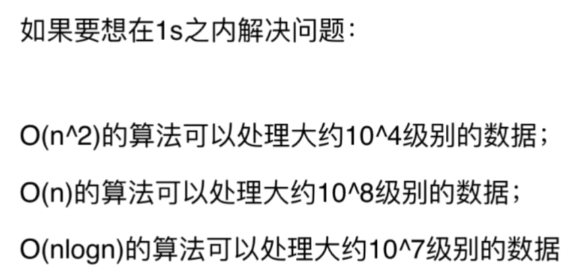 如果要想在1s之内解决问题：
O(n^2)的算法可以处理大约10^4级别的数据；
O(n)的算法可以处理大约10^8级别的数据；
O(nlogn)的算法可以处理大约10^7级别的数据